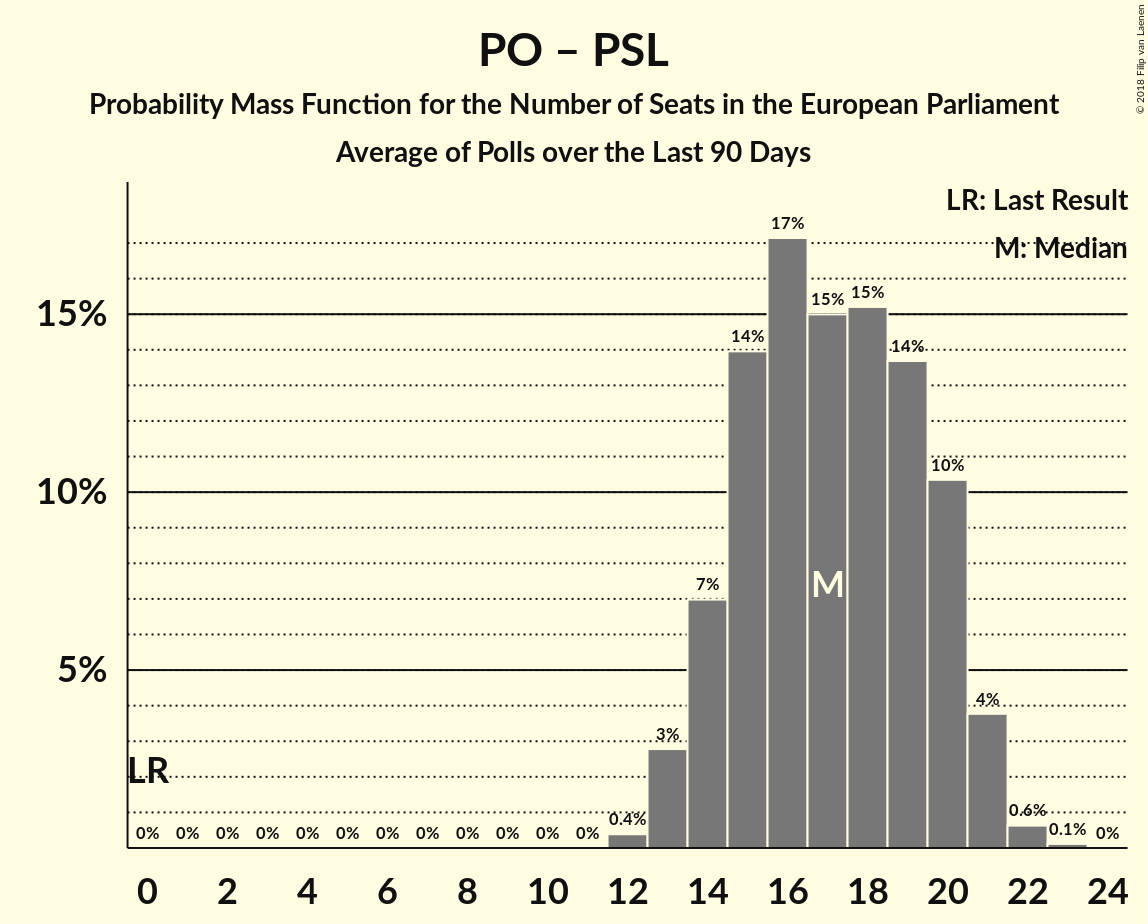 PO – PSL
Probability Mass Function for the Number of Seats in the European Parliament
Average of Polls over the Last 90 Days
© 2018 Filip van Laenen
LR: Last Result
M: Median
17%
15%
15%
14%
14%
10%
7%
4%
3%
0.6%
0.4%
0.1%
0% 0% 0% 0% 0% 0% 0% 0% 0% 0% 0% 0% 0%
15%
10%
5%
M
LR
0 2 4 6 8 10 12 14 16 18 20 22 24